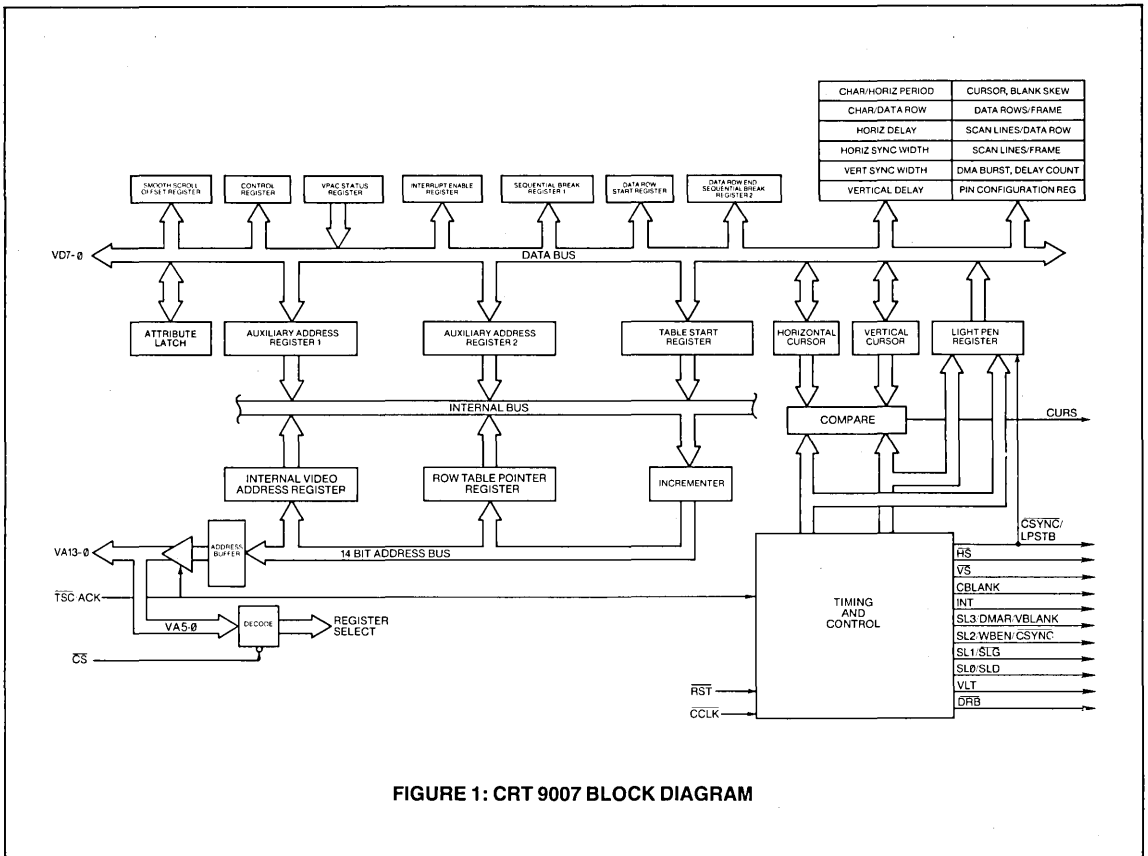 CHAR/HORIZ PERIOD
CURSOR, BLANK SKEW
CHAR/DATA ROW
DATA ROWS/FRAME
HORIZ DELAY
SCAN LINES/DATA ROW
HORIZ SYNC WIDTH
SCAN LINES/FRAME
VERT SYNC WIDTH
DMA BURST, DELAY COUNT
VERTICAL DELAY
PIN CONFIGURATION REG
SMOOTH SCROLL
OFFSET REGISTER
CONTROL
REGISTER
VPAC STATUS
REGISTER
INTERRUPT ENABLE
REGISTER
SEQUENTIAL BREAK
REGISTER 1
DATA ROW
START REGISTER
DATA ROW END
SEQUENTIAL BREAK
REGISTER 2
VD7-0
DATA BUS
ATTRIBUTE
LATCH
AUXILIARY ADDRESS
REGISTER 1
AUXILIARY ADDRESS
REGISTER 2
TABLE START
REGISTER
HORIZONTAL
CURSOR
VERTICAL
CURSOR
LIGHT PEN
REGISTER
INTERNAL BUS
COMPARE
CURS
INTERNAL VIDEO
ADDRESS REGISTER
ROW TABLE POINTER
REGISTER
INCREMENTER
VA13-0
ADDRESS
BUFFER
14 BIT ADDRESS BUS
TSC ACK
VA5-0
DECODE
REGISTER
SELECT
CS
TIMING
AND
CONTROL
RST
CCLK
CSYNC/
LPSTB
HS
VS
CBLANK
INT
SL3/DMAR/VBLANK
SL2/WBEN/CSYNC
SL1/SLG
SL0/SLD
VLT
DRB
FIGURE 1: CRT 9007 BLOCK DIAGRAM